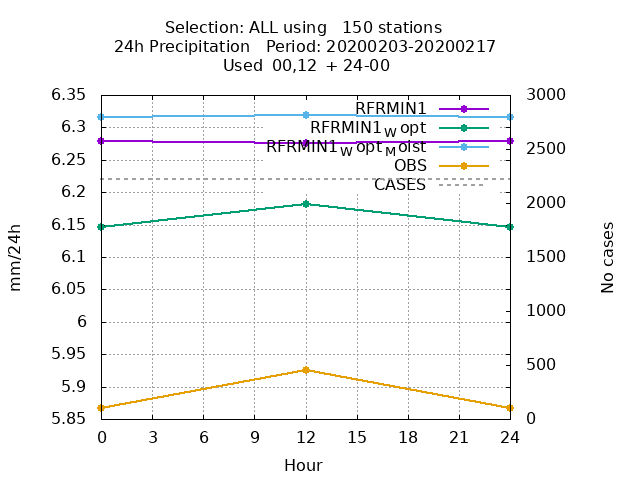 Selection: ALL using 150 stations
24h Precipitation Period: 20200203-20200217
Used 00,12 + 24-00
RFRMIN1
RFRMIN1W opt
RFRMIN1W optM oist
OBS
CASES
6.35
6.3
6.25
6.2
6.15
6.1
6.05
6
5.95
5.9
5.85
mm/24h
3000
2500
2000
1500
1000
500
0
No cases
0 3 6 9 12 15 18 21 24
Hour